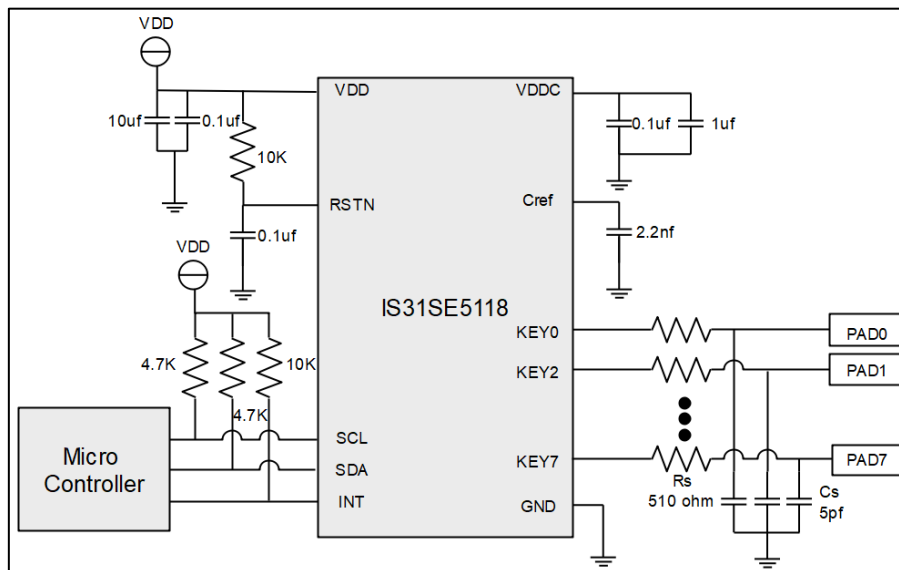 VDD
10uf
0.1uf
10K
VDD
RSTN
0.1uf
VDDC
0.1uf
1uf
Cref
2.2nf
IS31SE5118
VDD
4.7K
10K
4.7K
Micro
Controller
SCL
SDA
INT
KEY0
PAD0
KEY2
PAD1
KEY7
PAD7
GND
Rs
510 ohm
Cs
5pf